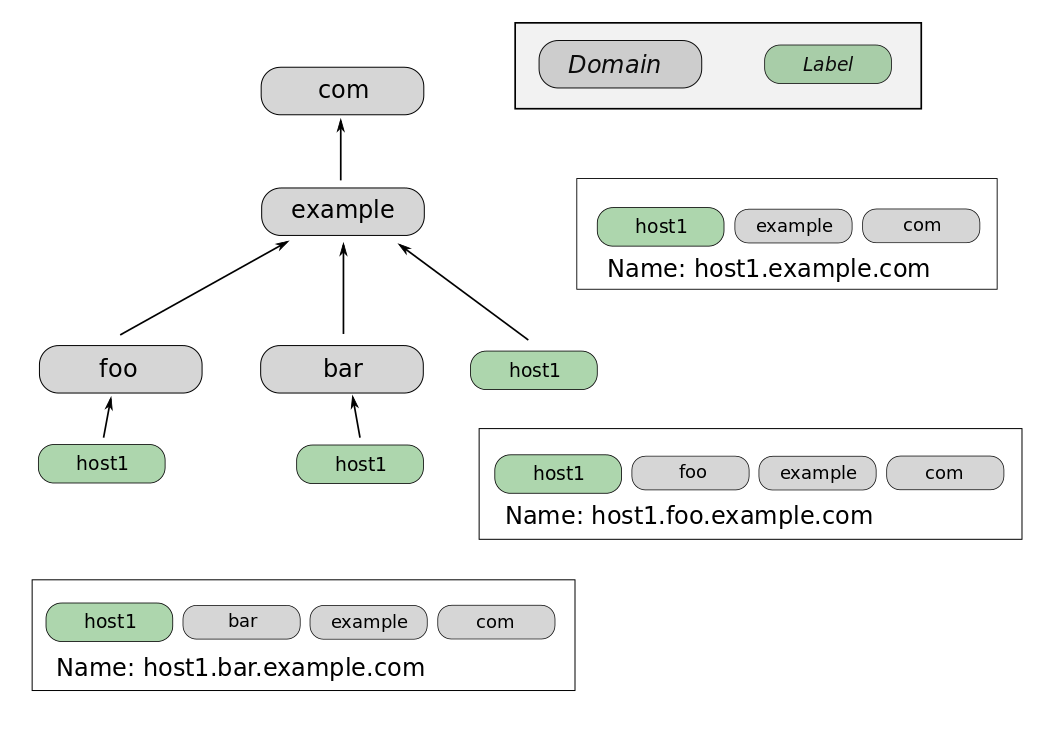 Domain Label
com
example
host1 example com
Name: host1.example.com
foo bar host1
host1 host1
host1 foo example com
Name: host1.foo.example.com
host1 bar example com
Name: host1.bar.example.com